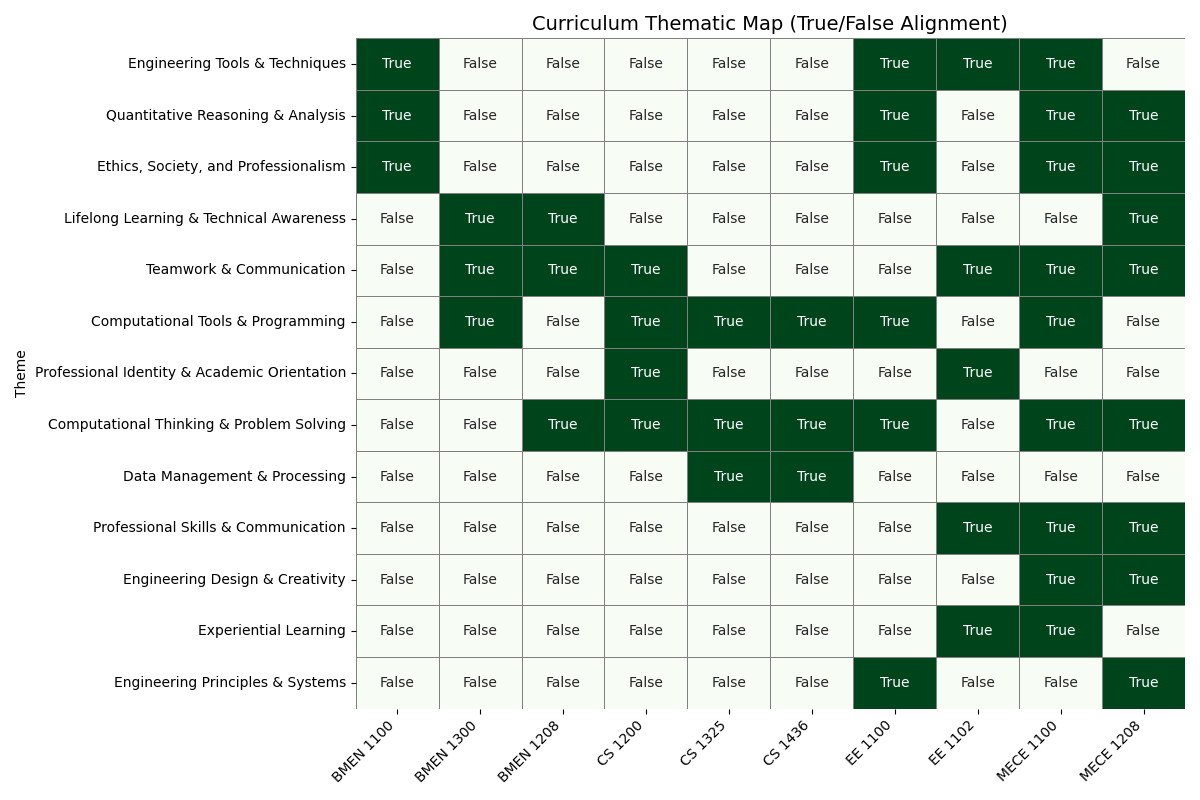 Curriculum Thematic Map (True/False Alignment)
Theme
Engineering Tools & Techniques True False False False False False True True True False
Quantitative Reasoning & Analysis True False False False False False True False True True
Ethics, Society, and Professionalism True False False False False False True False True True
Lifelong Learning & Technical Awareness False True True False False False False False False True
Teamwork & Communication False True True True False False False True True True
Computational Tools & Programming False True False True True True True False True False
Professional Identity & Academic Orientation False False False True False False False True False False
Computational Thinking & Problem Solving False False True True True True True False True True
Data Management & Processing False False False False True True False False False False
Professional Skills & Communication False False False False False False False True True True
Engineering Design & Creativity False False False False False False False False True True
Experiential Learning False False False False False False False True True False
Engineering Principles & Systems False False False False False False True False False True
BMEN 1100 BMEN 1300 BMEN 1208 CS 1200 CS 1325 CS 1436 EE 1100 EE 1102 MECE 1100 MECE 1208